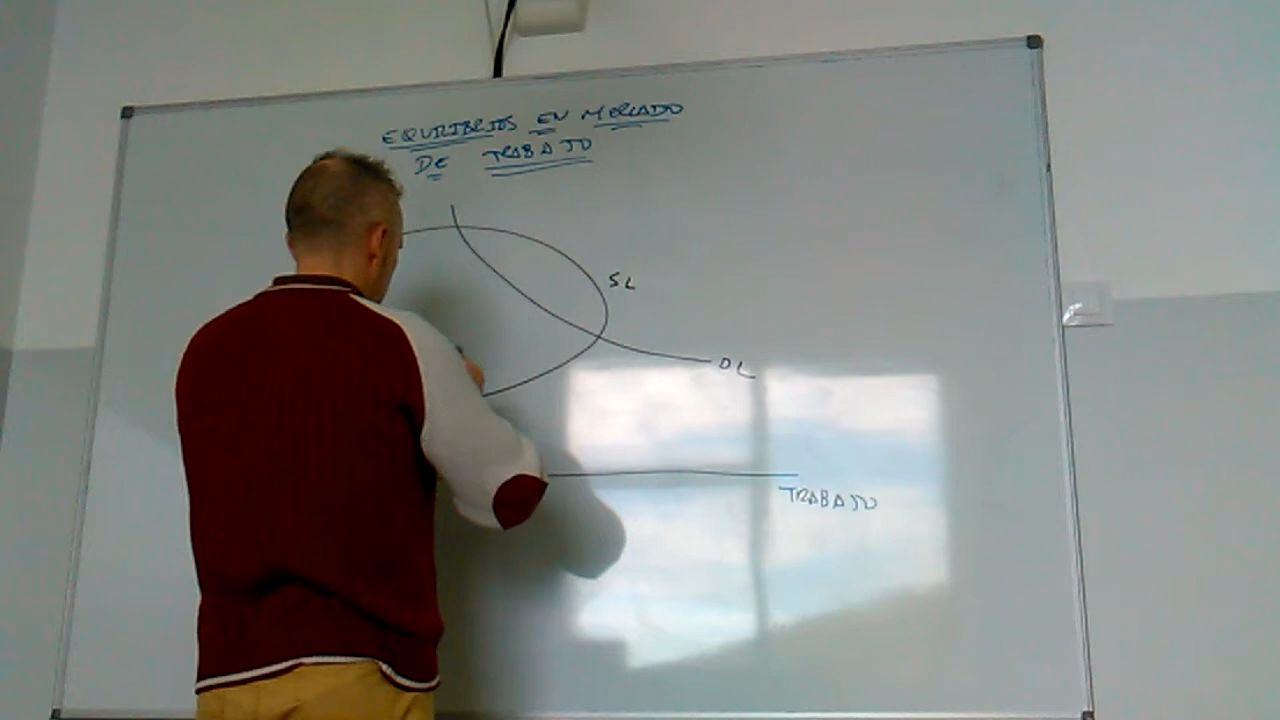 EQUILIBRIOS EN MERCADO
DE TRABAJO
SL
DL
TRABAJO